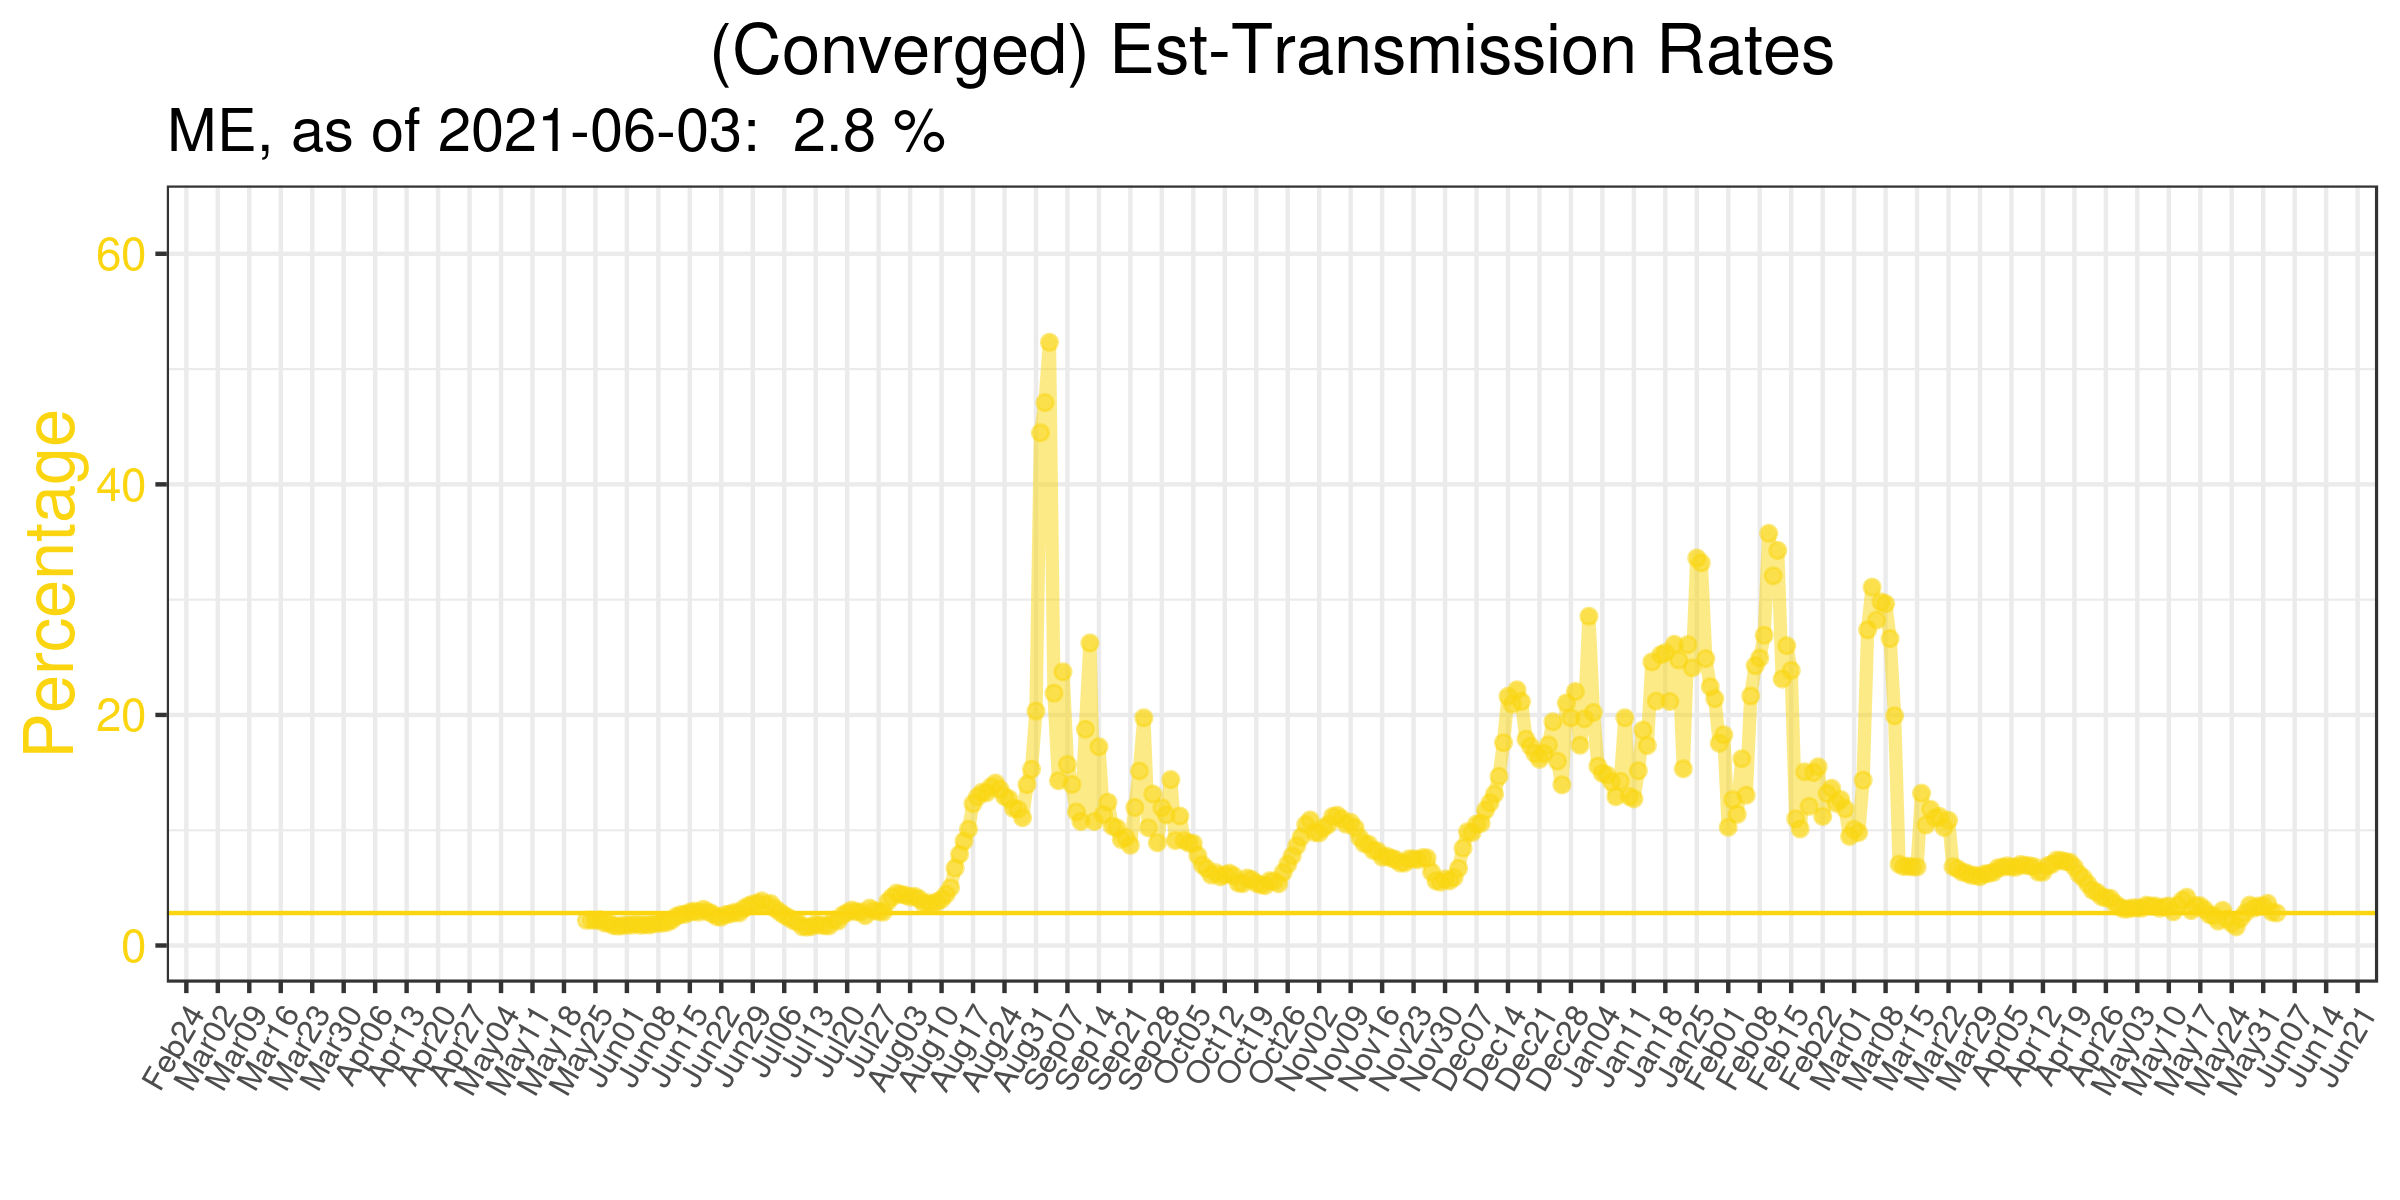 (Converged) Est-Transmission Rates
ME, as of 2021-06-03:  2.8 %
Percentage
60
40
20
0
Feb24
Mar02
Mar09
Mar16
Mar23
Mar30
Apr06
Apr13
Apr20
Apr27
May04
May11
May18
May25
Jun01
Jun08
Jun15
Jun22
Jun29
Jul06
Jul13
Jul20
Jul27
Aug03
Aug10
Aug17
Aug24
Aug31
Sep07
Sep14
Sep21
Sep28
Oct05
Oct12
Oct19
Oct26
Nov02
Nov09
Nov16
Nov23
Nov30
Dec07
Dec14
Dec21
Dec28
Jan04
Jan11
Jan18
Jan25
Feb01
Feb08
Feb15
Feb22
Mar01
Mar08
Mar15
Mar22
Mar29
Apr05
Apr12
Apr19
Apr26
May03
May10
May17
May24
May31
Jun07
Jun14
Jun21